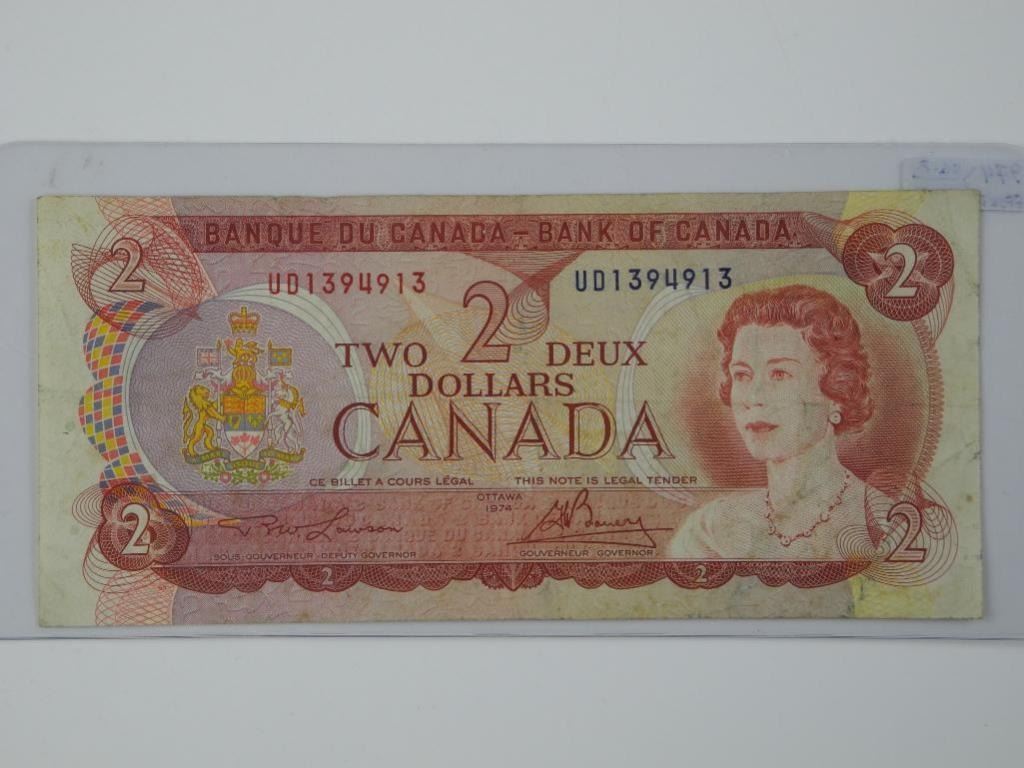 BANQUE DU CANADA – BANK OF CANADA
2
2
UD1394913 UD1394913
2
TWO DEUX
DOLLARS
CANADA
CE BILLET A COURS LÉGAL THIS NOTE IS LEGAL TENDER
OTTAWA
1974
2
2
R.W. Lawson
SOUS-GOUVERNEUR - DEPUTY GOVERNOR GOUVERNEUR GOVERNOR
2 2